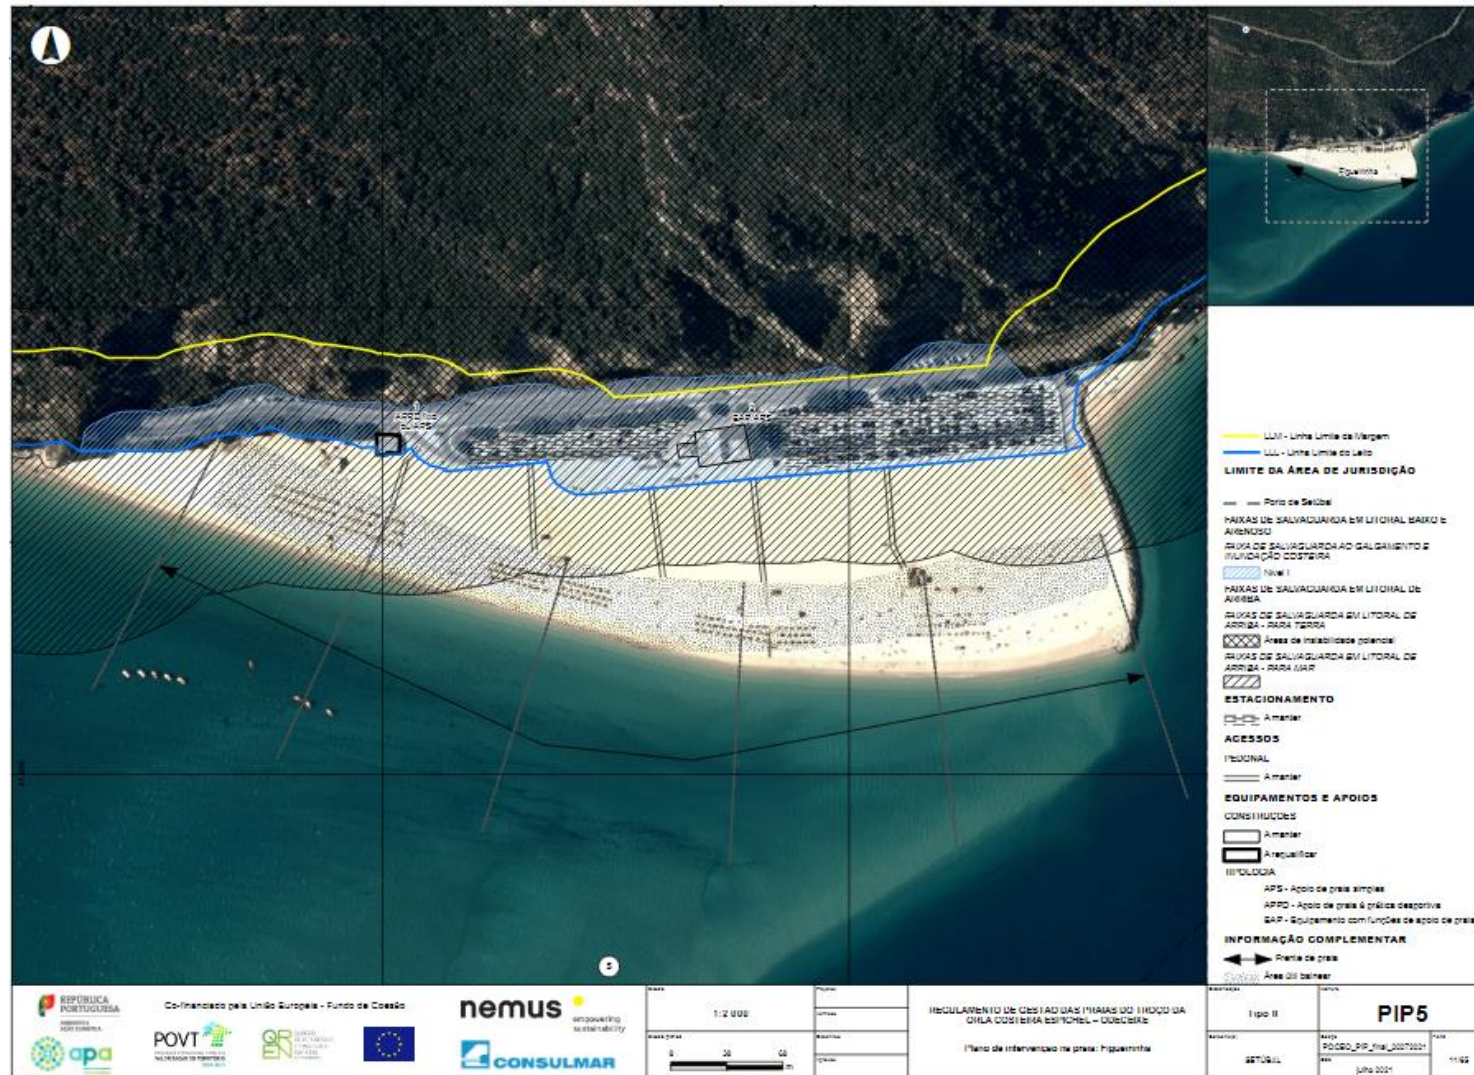 Figueirinha
LLM - Linha Limite da Margem
LLL - Linha Limite do Leito
LIMITE DA ÁREA DE JURISDIÇÃO
Porto de Setúbal
FAIXAS DE SALVAGUARDA EM LITORAL BAIXO E
ARENOSO
FAIXA DE SALVAGUARDA AO GALGAMENTO E
INUNDAÇÃO COSTEIRA
Nível I
FAIXAS DE SALVAGUARDA EM LITORAL DE
ARRIBA
FAIXAS DE SALVAGUARDA EM LITORAL DE
ARRIBA - PARA TERRA
Áreas de instabilidade potencial
FAIXAS DE SALVAGUARDA EM LITORAL DE
ARRIBA - PARA MAR
ESTACIONAMENTO
A manter
ACESSOS
PEDONAL
A manter
EQUIPAMENTOS E APOIOS
CONSTRUÇÕES
A manter
A requalificar
TIPOLOGIA
APS - Apoio de praia simples
APPD - Apoio de praia à prática desportiva
EAP - Equipamento com funções de apoio de praia
INFORMAÇÃO COMPLEMENTAR
Frente de praia
Área útil balnear
5
REPÚBLICA
PORTUGUESA
apa
Co-financiado pela União Europeia - Fundo de Coesão
POVT
QREN
nemus
empowering
sustainability
CONSULMAR
1:2 000
0 30 60
m
REGULAMENTO DE GESTÃO DAS PRAIAS DO TROÇO DA
ORLA COSTEIRA ESPICHEL – ODECEIXE
Plano de intervenção na praia: Figueirinha
Tipo II
PIP5
SETÚBAL
julho 2021